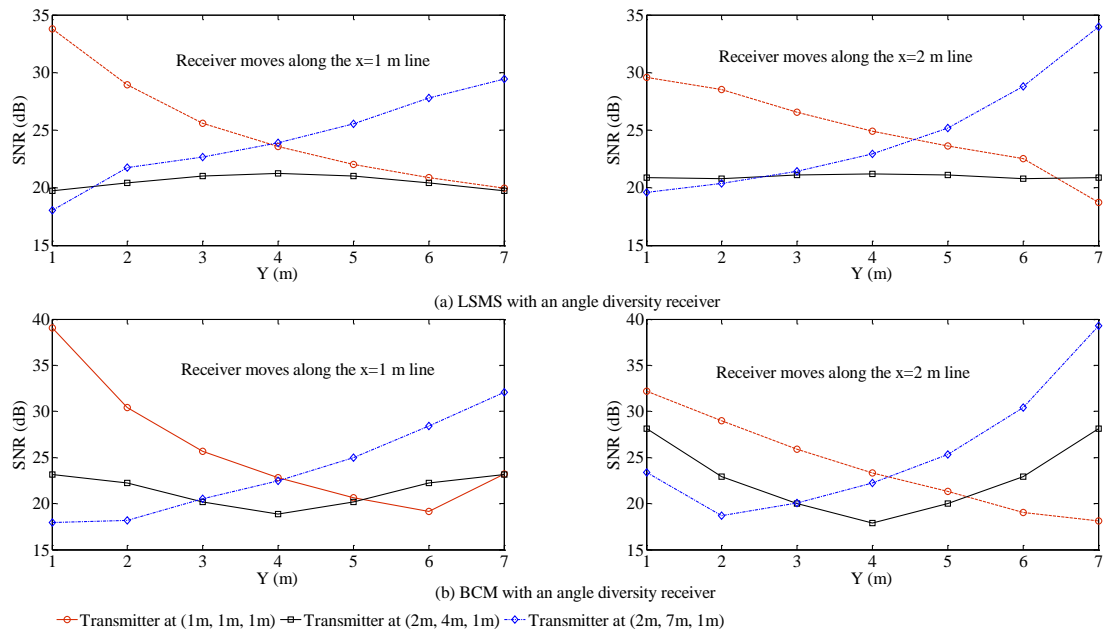 35
30
25
20
15
SNR (dB)
Receiver moves along the x=1 m line
1 2 3 4 5 6 7
Y (m)
35
30
25
20
15
SNR (dB)
Receiver moves along the x=2 m line
1 2 3 4 5 6 7
Y (m)
(a) LSMS with an angle diversity receiver
40
35
30
25
20
15
SNR (dB)
Receiver moves along the x=1 m line
1 2 3 4 5 6 7
Y (m)
40
35
30
25
20
15
SNR (dB)
Receiver moves along the x=2 m line
1 2 3 4 5 6 7
Y (m)
(b) BCM with an angle diversity receiver
Transmitter at (1m, 1m, 1m) Transmitter at (2m, 4m, 1m) Transmitter at (2m, 7m, 1m)